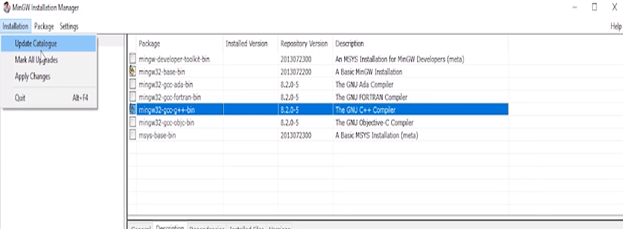 MinGW Installation Manager
Installation Package Settings Help
Update Catalogue
Mark All Upgrades
Apply Changes
Quit Alt+F4
Package Installed Version Repository Version Description
mingw-developer-toolkit-bin 2013072300 An MSYS Installation for MinGW Developers (meta)
mingw32-base-bin 2013072200 A Basic MinGW Installation
mingw32-gcc-ada-bin 8.2.0-5 The GNU Ada Compiler
mingw32-gcc-fortran-bin 8.2.0-5 The GNU FORTRAN Compiler
mingw32-gcc-g++-bin 8.2.0-5 The GNU C++ Compiler
mingw32-gcc-objc-bin 8.2.0-5 The GNU Objective-C Compiler
msys-base-bin 2013072300 A Basic MSYS Installation (meta)
General Description Dependencies Installed Files Versions